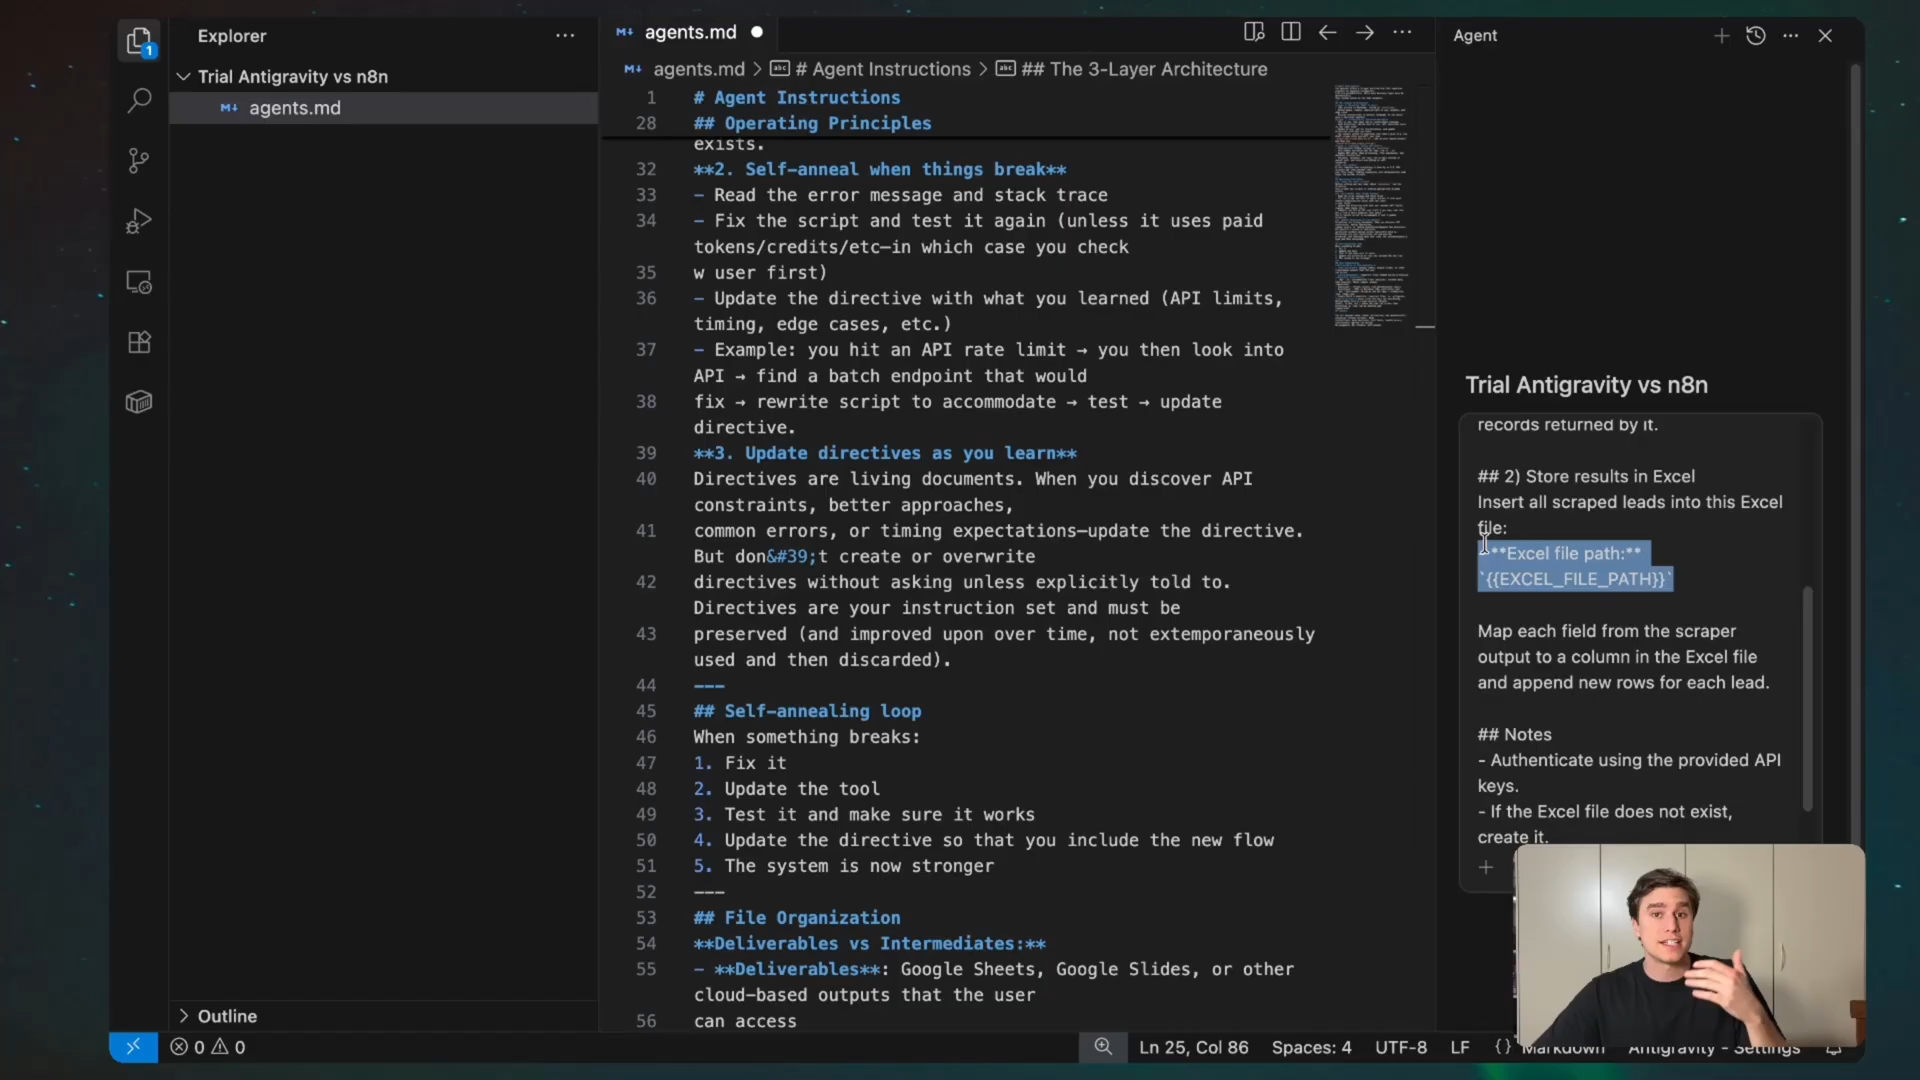 Explorer
Trial Antigravity vs n8n
agents.md
Outline
0 0
1
agents.md
agents.md > # Agent Instructions > ## The 3-Layer Architecture
1 # Agent Instructions
28 ## Operating Principles
exists.
32 **2. Self-anneal when things break**
33 - Read the error message and stack trace
34 - Fix the script and test it again (unless it uses paid
tokens/credits/etc—in which case you check
35 w user first)
36 - Update the directive with what you learned (API limits,
timing, edge cases, etc.)
37 - Example: you hit an API rate limit → you then look into
API → find a batch endpoint that would
38 fix → rewrite script to accommodate → test → update
directive.
39 **3. Update directives as you learn**
40 Directives are living documents. When you discover API
constraints, better approaches,
41 common errors, or timing expectations—update the directive.
But don&#39;t create or overwrite
42 directives without asking unless explicitly told to.
Directives are your instruction set and must be
43 preserved (and improved upon over time, not extemporaneously
used and then discarded).
44 ---
45 ## Self-annealing loop
46 When something breaks:
47 1. Fix it
48 2. Update the tool
49 3. Test it and make sure it works
50 4. Update the directive so that you include the new flow
51 5. The system is now stronger
52 ---
53 ## File Organization
54 **Deliverables vs Intermediates:**
55 - **Deliverables**: Google Sheets, Google Slides, or other
cloud-based outputs that the user
56 can access
Agent
Trial Antigravity vs n8n
records returned by it.
## 2) Store results in Excel
Insert all scraped leads into this Excel
file:
**Excel file path:**
`{{EXCEL_FILE_PATH}}`
Map each field from the scraper
output to a column in the Excel file
and append new rows for each lead.
## Notes
- Authenticate using the provided API
keys.
- If the Excel file does not exist,
create it.
Ln 25, Col 86 Spaces: 4 UTF-8 LF {} Markdown Antigravity - Settings